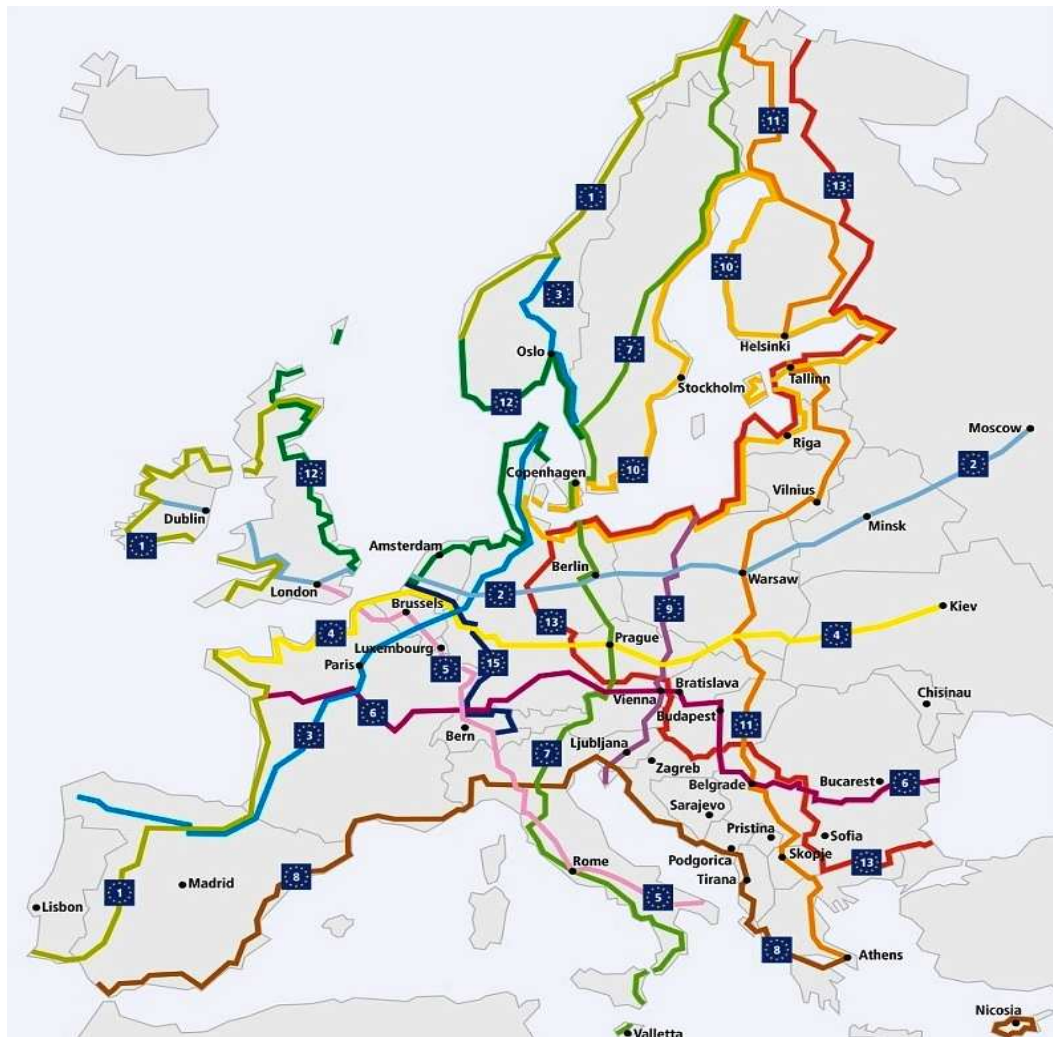 11
13
1
10
3
Oslo
Helsinki
7
Stockholm
Tallinn
12
Moscow
Riga
2
12
10
Copenhagen
Vilnius
Dublin
Minsk
1
Amsterdam
Berlin
Warsaw
London
2
Brussels
9
Kiev
13
4
4
Prague
Luxembourg
15
Paris
5
Vienna
Bratislava
Chisinau
6
Budapest
3
Bern
11
7
Ljubljana
Zagreb
Belgrade
Bucarest
6
Sarajevo
Pristina
Sofia
Podgorica
Skopje
13
Rome
Tirana
8
Madrid
1
5
Lisbon
8
Athens
Nicosia
Valletta